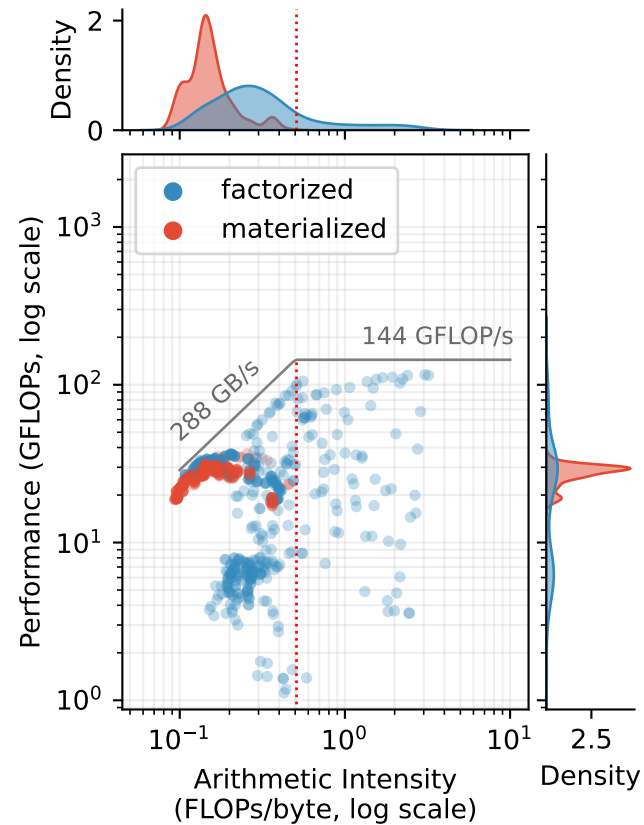 2
Density
0
factorized
materialized
10³
144 GFLOP/s
288 GB/s
10²
Performance (GFLOPs, log scale)
10¹
10⁰
10⁻¹
10⁰
10¹
2.5
Arithmetic Intensity
(FLOPs/byte, log scale)
Density